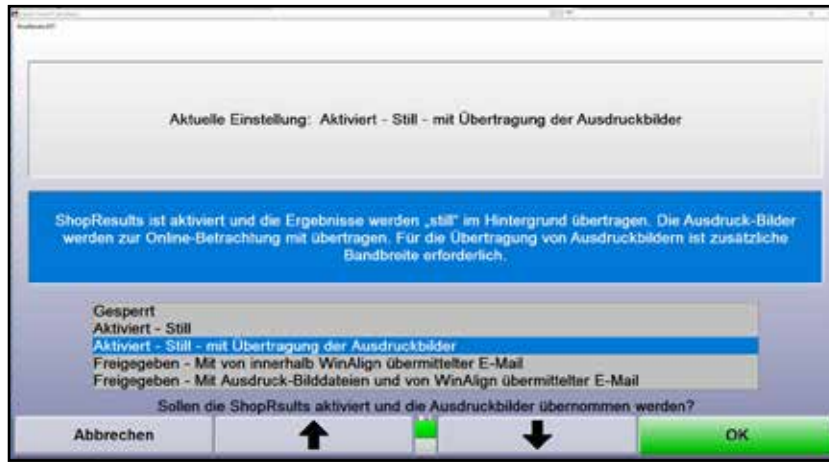 Aktuelle Einstellung: Aktiviert - Still - mit Übertragung der Ausdruckbilder
ShopResults ist aktiviert und die Ergebnisse werden „still" im Hintergrund übertragen. Die Ausdruck-Bilder
werden zur Online-Betrachtung mit übertragen. Für die Übertragung von Ausdruckbildern ist zusätzliche
Bandbreite erforderlich.
Gesperrt
Aktiviert - Still
Aktiviert - Still - mit Übertragung der Ausdruckbilder
Freigegeben - Mit von innerhalb WinAlign übermittelter E-Mail
Freigegeben - Mit Ausdruck-Bilddateien und von WinAlign übermittelter E-Mail
Sollen die ShopRsults aktiviert und die Ausdruckbilder übernommen werden?
Abbrechen
OK